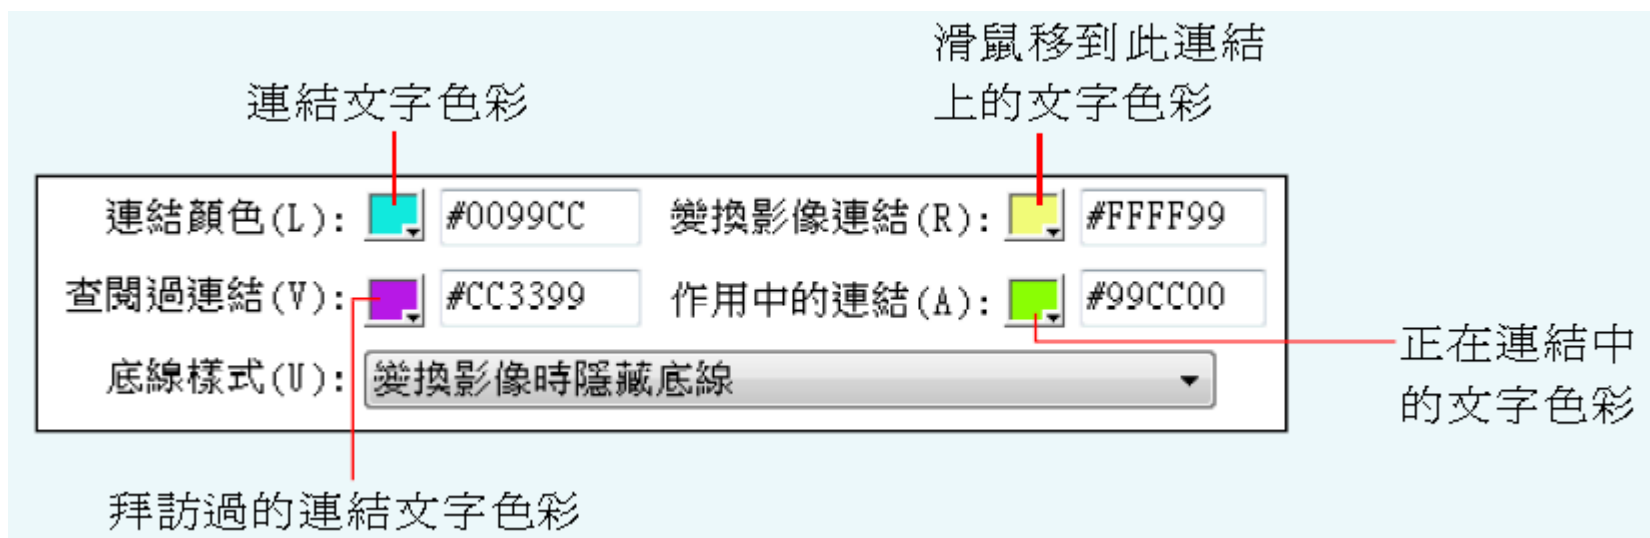 滑鼠移到此連結
上的文字色彩
連結文字色彩
連結顏色(L): #0099CC 變換影像連結(R): #FFFF99
查閱過連結(V): #CC3399 作用中的連結(A): #99CC00
底線樣式(U): 變換影像時隱藏底線
正在連結中
的文字色彩
拜訪過的連結文字色彩